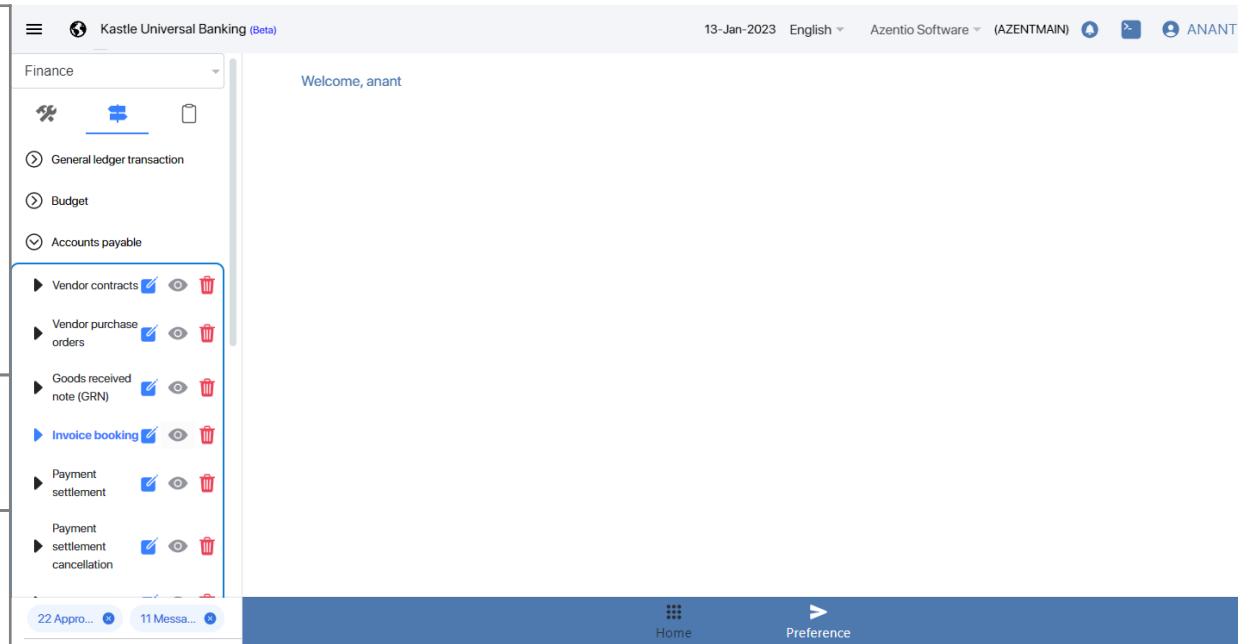 Kastle Universal Banking (Beta)
13-Jan-2023 English Azentio Software (AZENTMAIN) ANANT
Finance
Welcome, anant
General ledger transaction
Budget
Accounts payable
Vendor contracts
Vendor purchase
orders
Goods received
note (GRN)
Invoice booking
Payment
settlement
Payment
settlement
cancellation
22 Appro... 11 Messa...
Home Preference